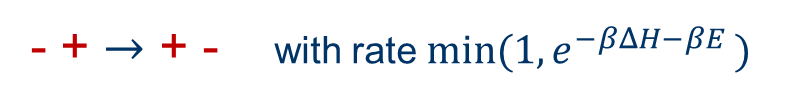 - + → + - with rate min(1, e^{−βΔH−βE})